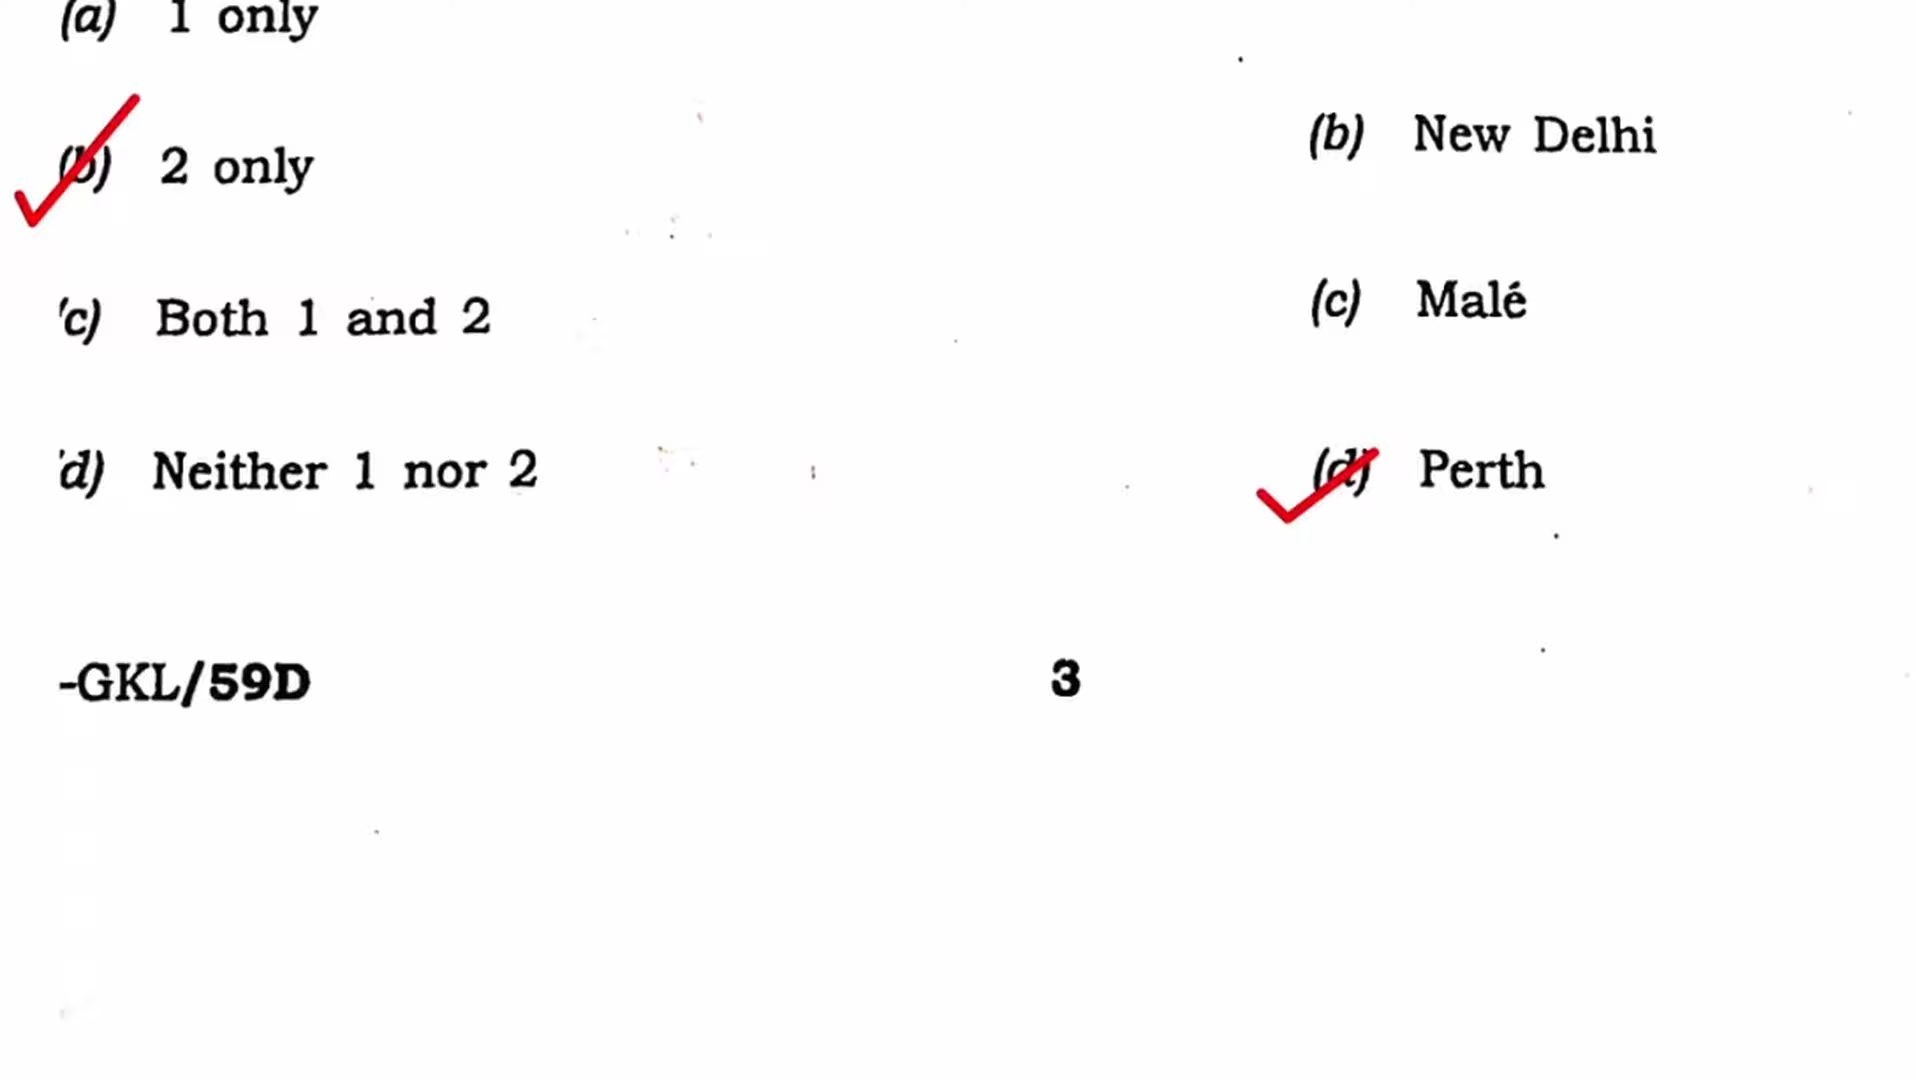 (a) 1 only
(b) 2 only
(c) Both 1 and 2
(d) Neither 1 nor 2
(b) New Delhi
(c) Malé
(d) Perth
-GKL/59D
3